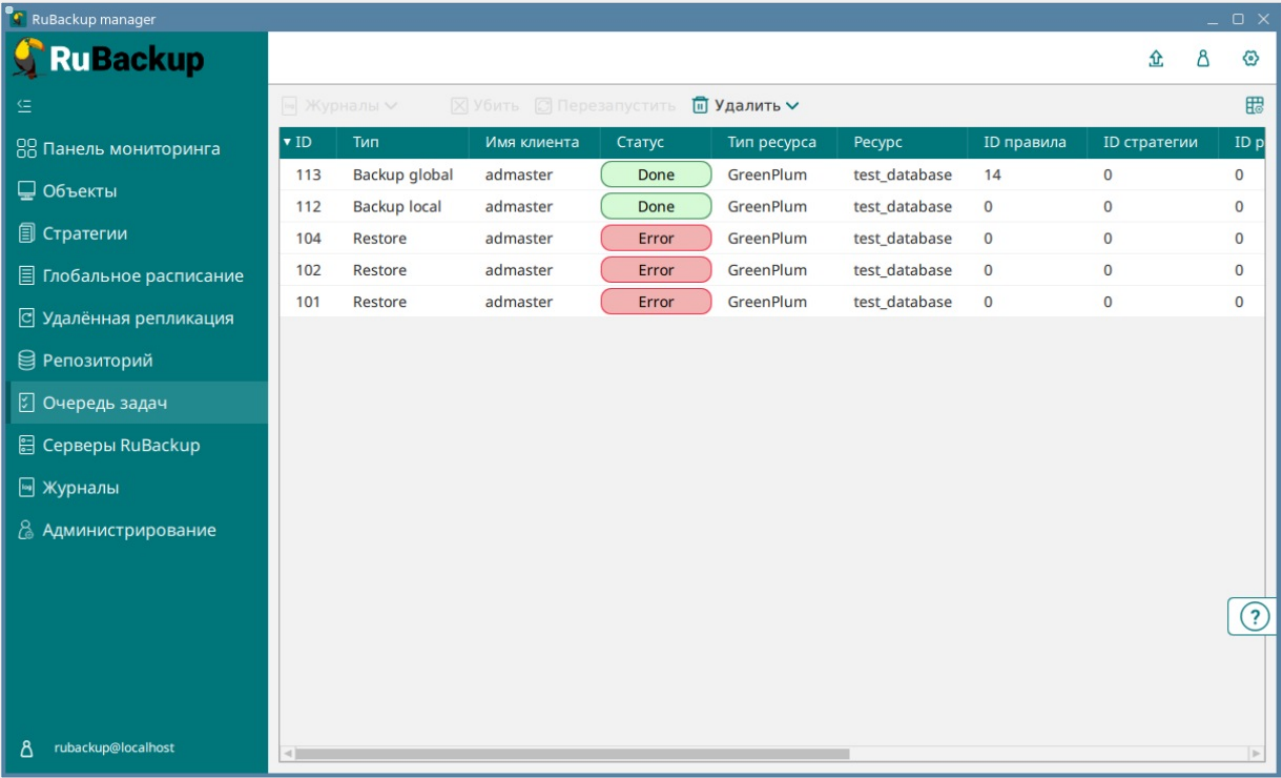 RuBackup manager
RuBackup
Журналы Убить Перезапустить Удалить
Панель мониторинга
Объекты
Стратегии
Глобальное расписание
Удалённая репликация
Репозиторий
Очередь задач
Серверы RuBackup
Журналы
Администрирование
rubackup@localhost
ID Тип Имя клиента Статус Тип ресурса Ресурс ID правила ID стратегии ID р
113 Backup global admaster Done GreenPlum test_database 14 0 0
112 Backup local admaster Done GreenPlum test_database 0 0 0
104 Restore admaster Error GreenPlum test_database 0 0 0
102 Restore admaster Error GreenPlum test_database 0 0 0
101 Restore admaster Error GreenPlum test_database 0 0 0
?